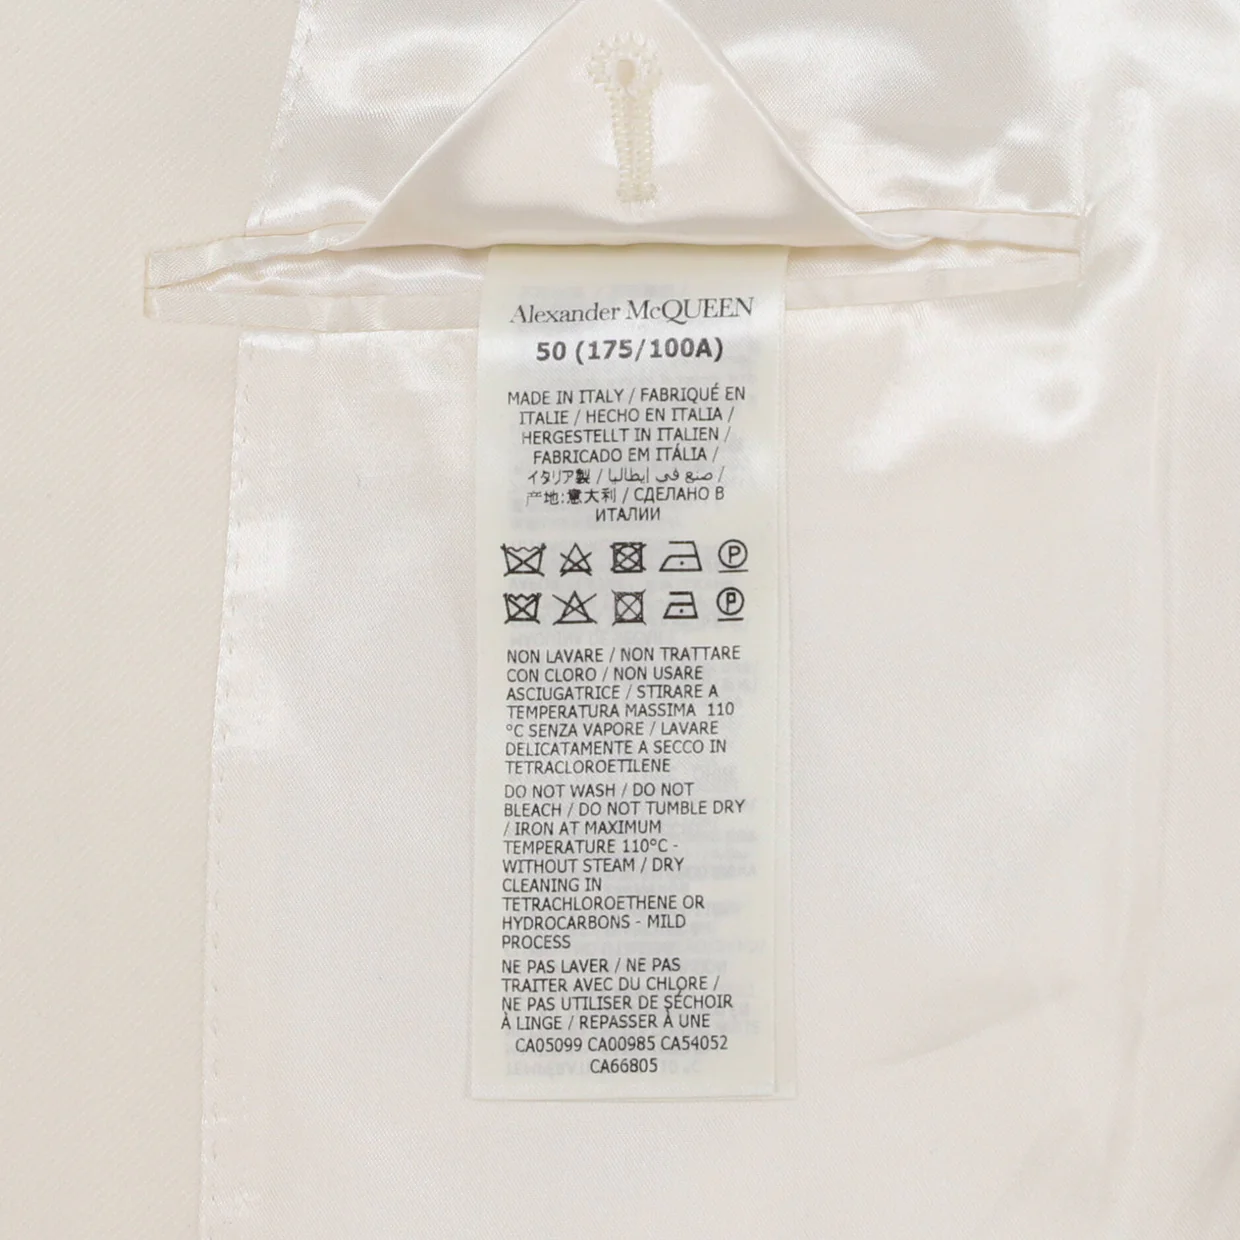 Alexander McQUEEN
50 (175/100A)
MADE IN ITALY / FABRIQUÉ EN
ITALIE / HECHO EN ITALIA /
HERGESTELLT IN ITALIEN /
FABRICADO EM ITÁLIA /
イタリア製 / صنع في إيطاليا /
产地:意大利 / СДЕЛАНО В
ИТАЛИИ
P
P
NON LAVARE / NON TRATTARE
CON CLORO / NON USARE
ASCIUGATRICE / STIRARE A
TEMPERATURA MASSIMA 110
°C SENZA VAPORE / LAVARE
DELICATAMENTE A SECCO IN
TETRACLOROETILENE
DO NOT WASH / DO NOT
BLEACH / DO NOT TUMBLE DRY
/ IRON AT MAXIMUM
TEMPERATURE 110°C -
WITHOUT STEAM / DRY
CLEANING IN
TETRACHLOROETHENE OR
HYDROCARBONS - MILD
PROCESS
NE PAS LAVER / NE PAS
TRAITER AVEC DU CHLORE /
NE PAS UTILISER DE SÉCHOIR
À LINGE / REPASSER À UNE
CA05099 CA00985 CA54052
CA66805